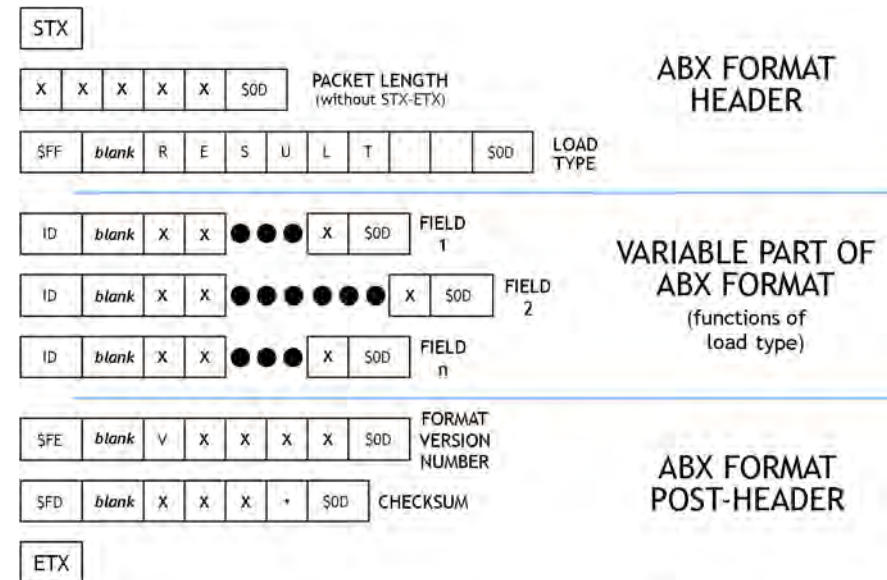 STX
X X X X X $0D PACKET LENGTH
(without STX-ETX)
ABX FORMAT
HEADER
$FF blank R E S U L T $0D LOAD
TYPE
ID blank X X X $0D FIELD
1
ID blank X X X $0D FIELD
2
ID blank X X X $0D FIELD
n
VARIABLE PART OF
ABX FORMAT
(functions of
load type)
$FE blank V X X X X $0D FORMAT
VERSION
NUMBER
$FD blank X X X $0D CHECKSUM
ABX FORMAT
POST-HEADER
ETX